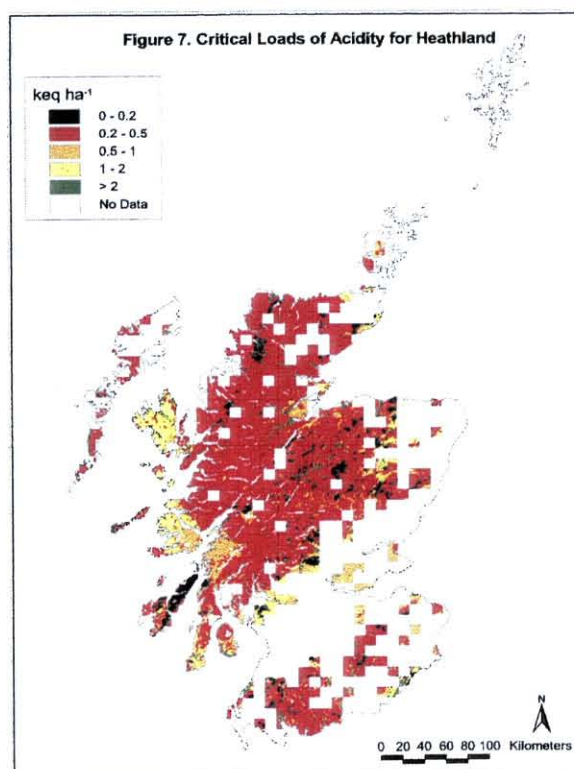 Figure 7. Critical Loads of Acidity for Heathland
keq ha⁻¹
0 - 0.2
0.2 - 0.5
0.5 - 1
1 - 2
> 2
No Data
N
0 20 40 60 80 100 Kilometers